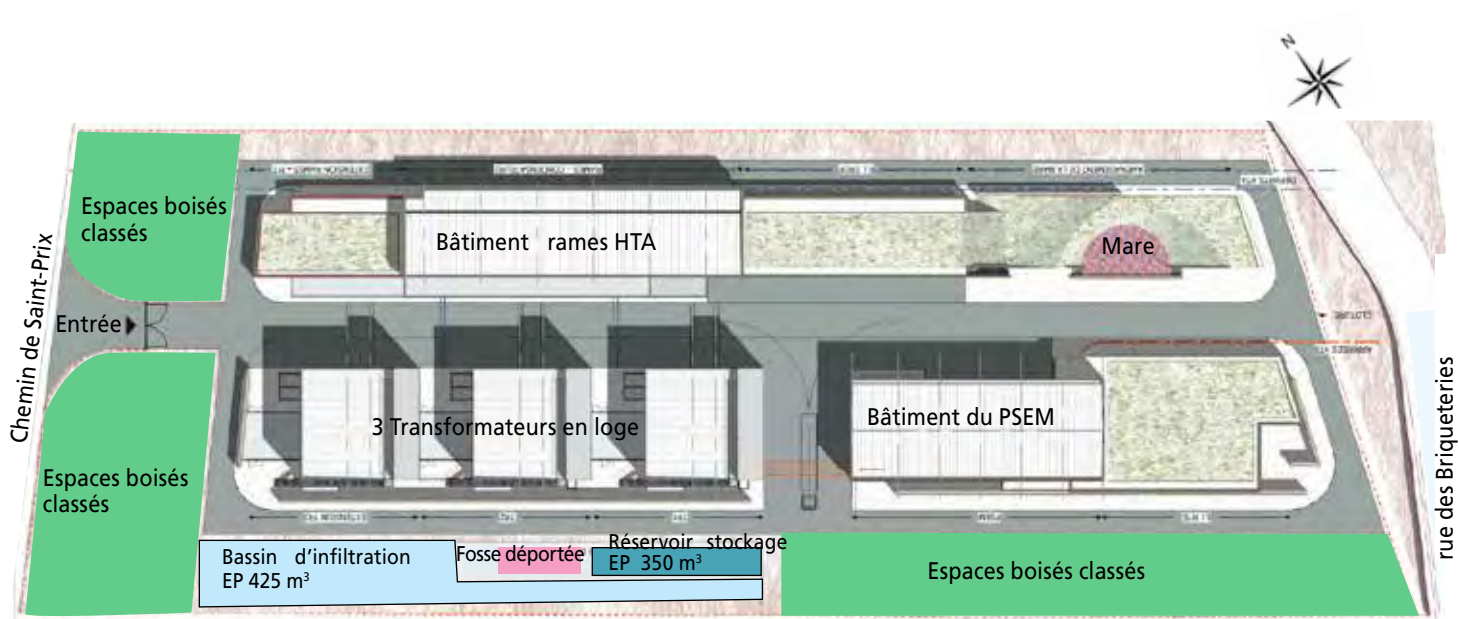 N
Espaces boisés
classés
Bâtiment rames HTA
Mare
Chemin de Saint-Prix
Entrée
CLOTURE
3 Transformateurs en loge
Bâtiment du PSEM
Espaces boisés
classés
rue des Briqueteries
PSEM
Bassin d'infiltration
EP 425 m³
Fosse déportée
Réservoir stockage
EP 350 m³
Espaces boisés classés